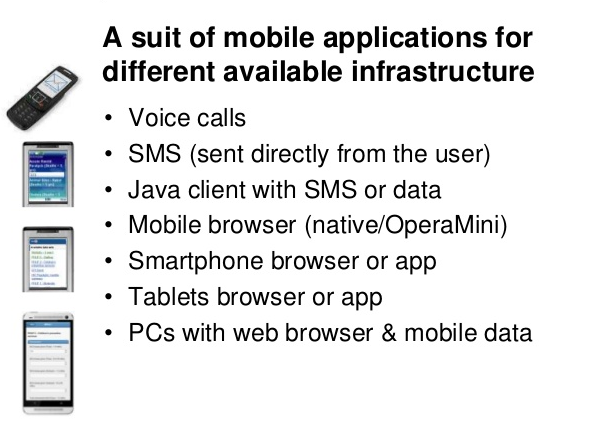 A suit of mobile applications for
different available infrastructure
• Voice calls
• SMS (sent directly from the user)
• Java client with SMS or data
• Mobile browser (native/OperaMini)
• Smartphone browser or app
• Tablets browser or app
• PCs with web browser & mobile data